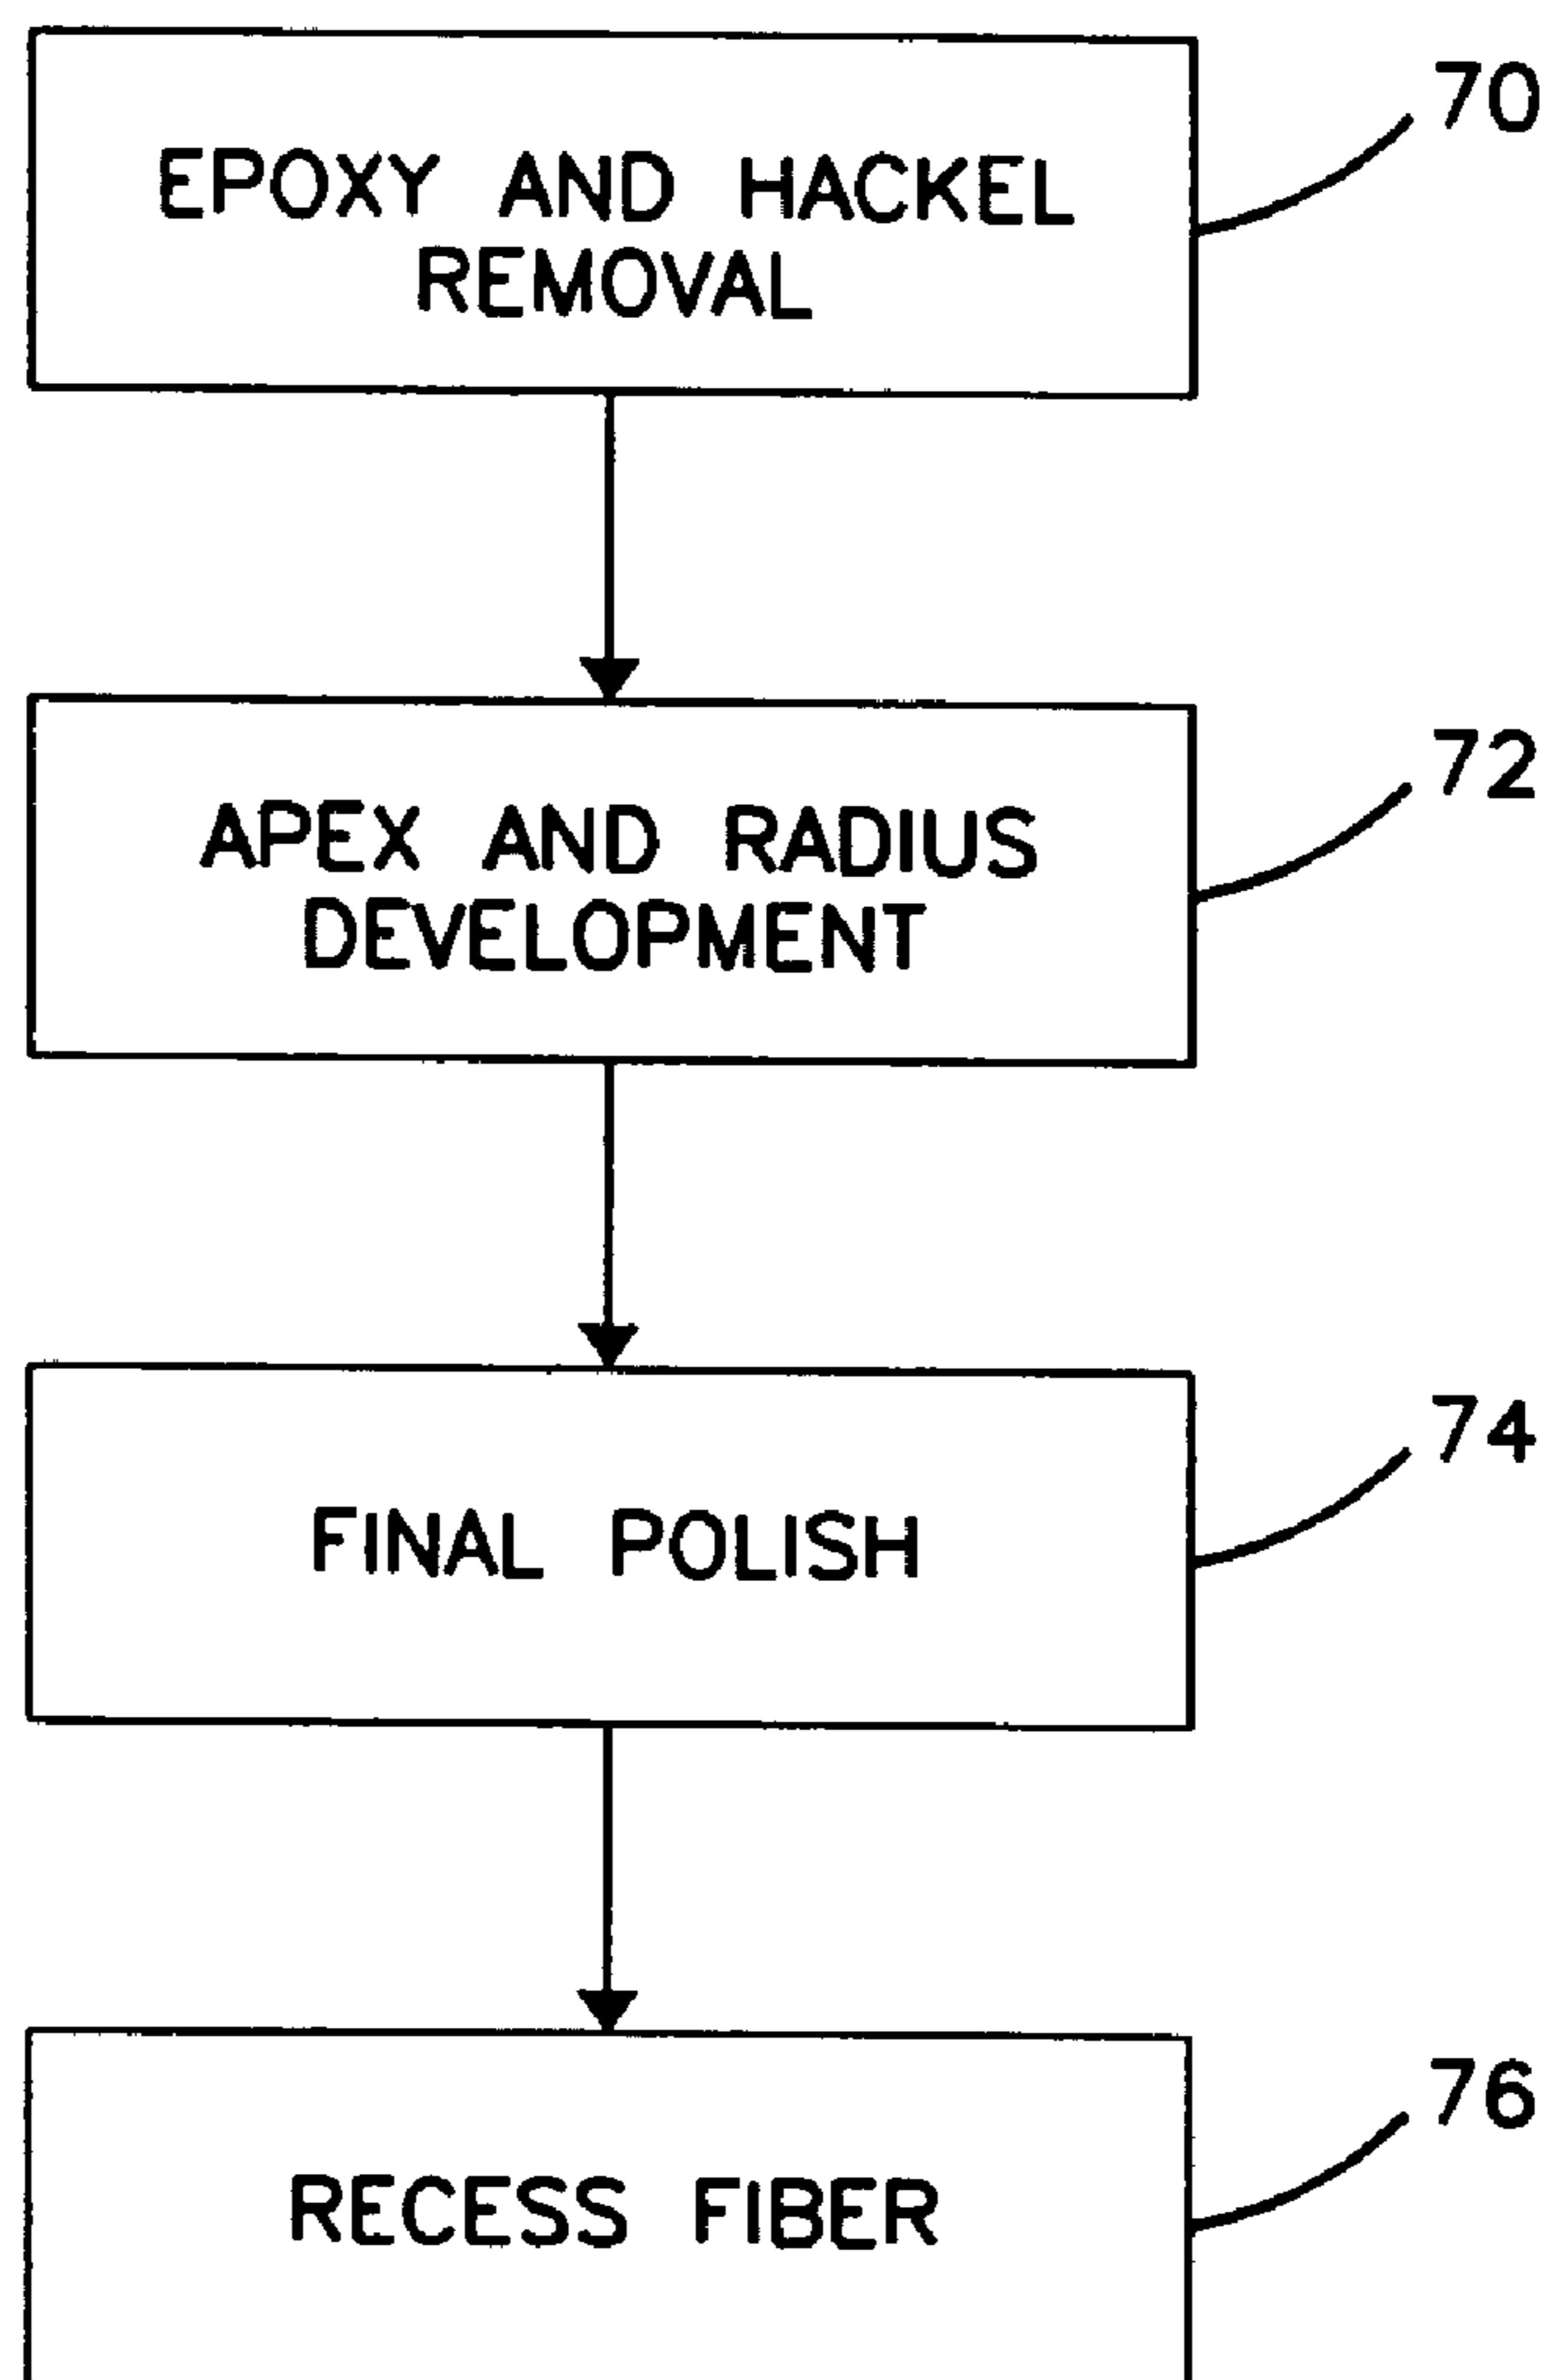 70
EPOXY AND HACKEL
REMOVAL
72
APEX AND RADIUS
DEVELOPMENT
74
FINAL POLISH
76
RECESS FIBER